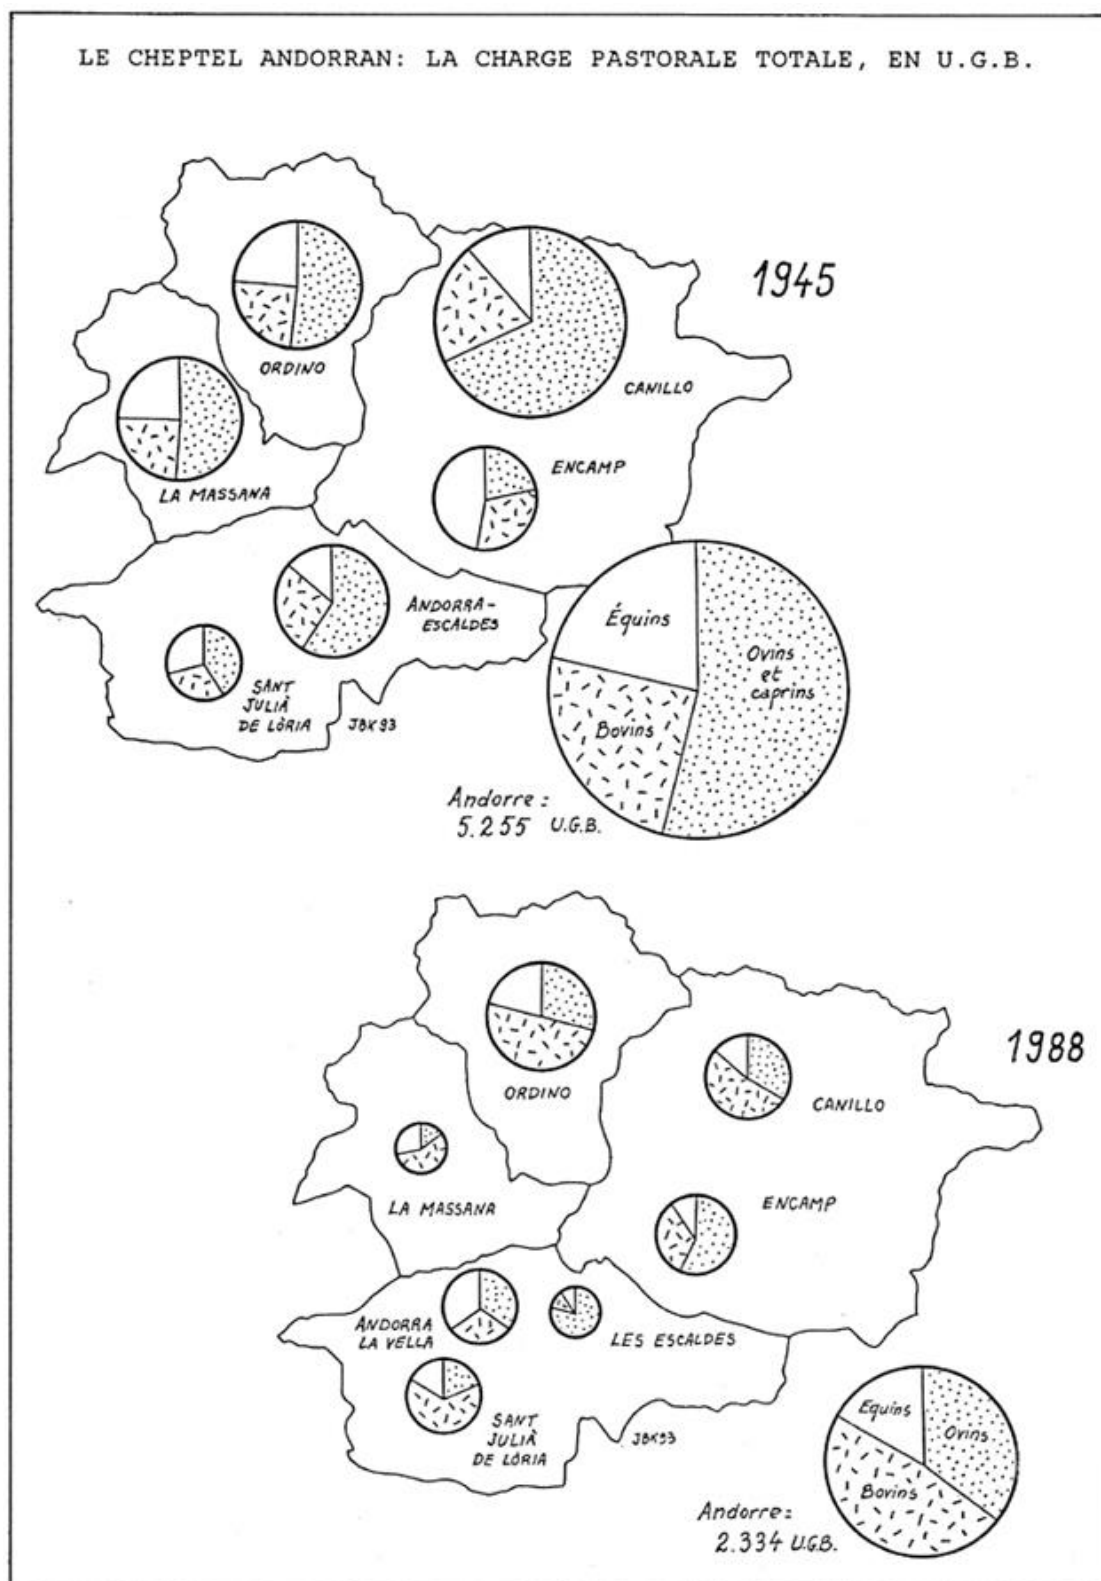 LE CHEPTEL ANDORRAN: LA CHARGE PASTORALE TOTALE, EN U.G.B.
1945
ORDINO
CANILLO
LA MASSANA
ENCAMP
ANDORRA-
ESCALDES
SANT
JULIÀ
DE LÒRIA
JBK93
Équins
Ovins
et
caprins
Bovins
Andorre:
5.255 U.G.B.
1988
ORDINO
CANILLO
LA MASSANA
ENCAMP
ANDORRA
LA VELLA
LES ESCALDES
SANT
JULIÀ
DE LÒRIA
JBK93
Equins
Ovins
Bovins
Andorre:
2.334 U.G.B.